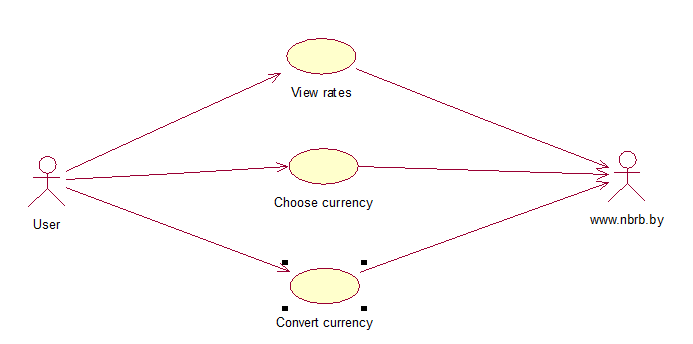 View rates
Choose currency
User
www.nbrb.by
Convert currency